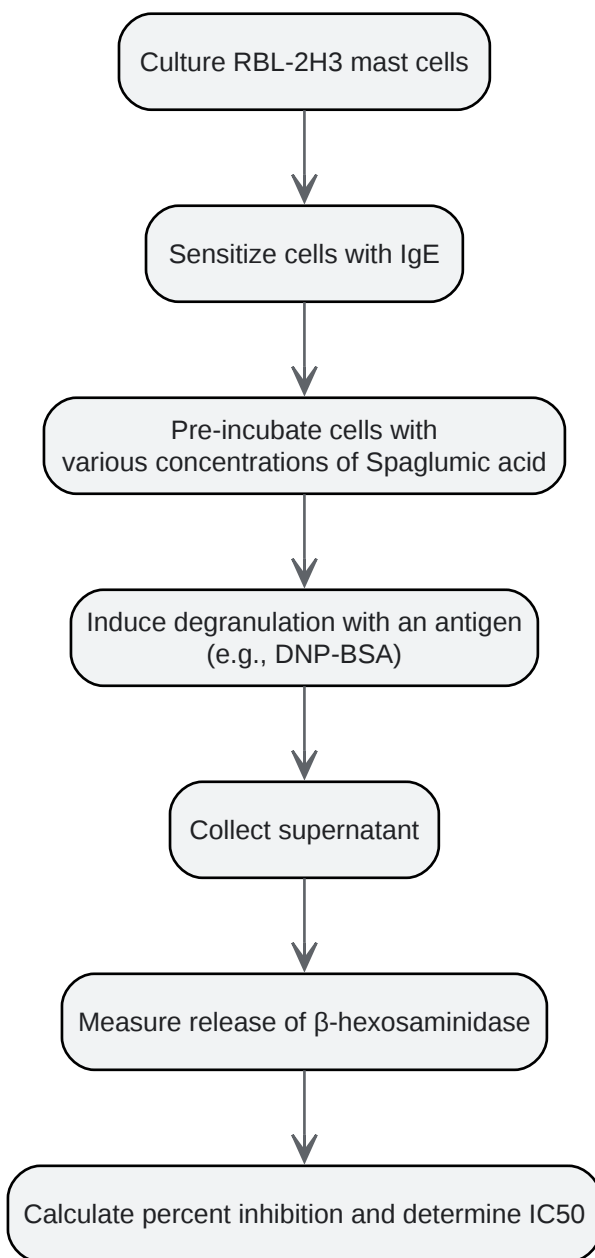 Culture RBL-2H3 mast cells
Sensitize cells with IgE
Pre-incubate cells with
various concentrations of Spaglumic acid
Induce degranulation with an antigen
(e.g., DNP-BSA)
Collect supernatant
Measure release of β-hexosaminidase
Calculate percent inhibition and determine IC50